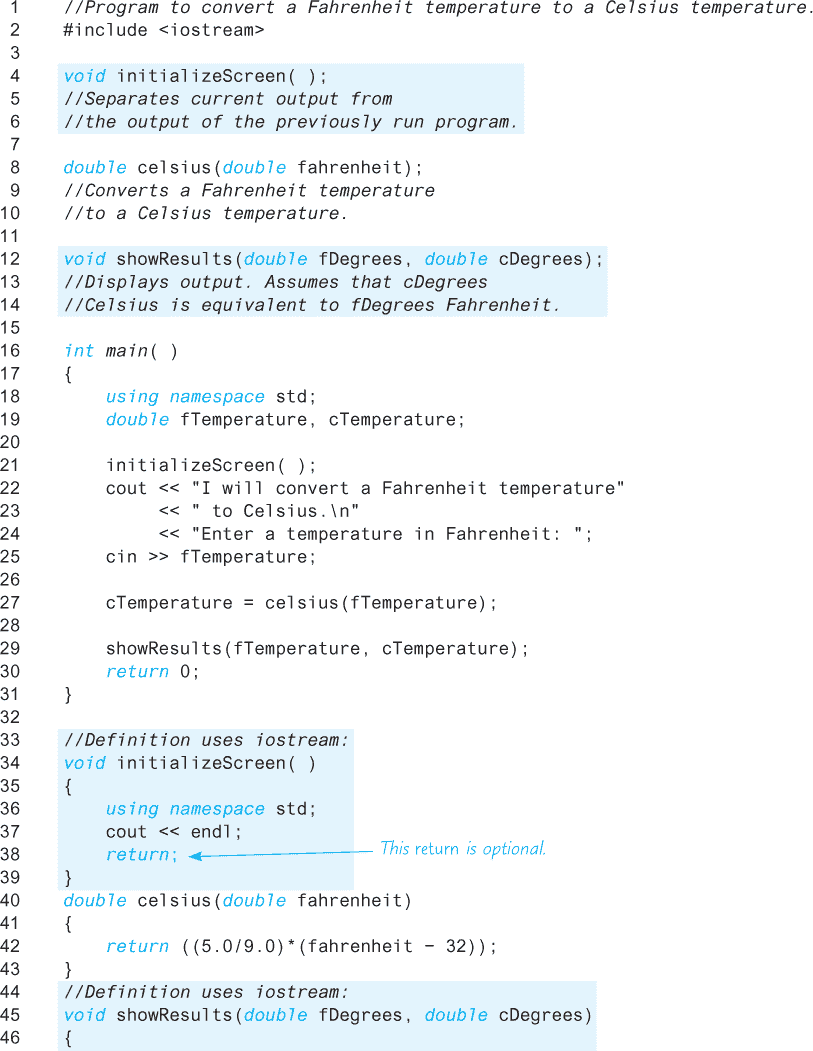 1 //Program to convert a Fahrenheit temperature to a Celsius temperature.
2 #include <iostream>
3
4 void initializeScreen( );
5 //Separates current output from
6 //the output of the previously run program.
7
8 double celsius(double fahrenheit);
9 //Converts a Fahrenheit temperature
10 //to a Celsius temperature.
11
12 void showResults(double fDegrees, double cDegrees);
13 //Displays output. Assumes that cDegrees
14 //Celsius is equivalent to fDegrees Fahrenheit.
15
16 int main( )
17 {
18 using namespace std;
19 double fTemperature, cTemperature;
20
21 initializeScreen( );
22 cout << "I will convert a Fahrenheit temperature"
23 << " to Celsius.\n"
24 << "Enter a temperature in Fahrenheit: ";
25 cin >> fTemperature;
26
27 cTemperature = celsius(fTemperature);
28
29 showResults(fTemperature, cTemperature);
30 return 0;
31 }
32
33 //Definition uses iostream:
34 void initializeScreen( )
35 {
36 using namespace std;
37 cout << endl;
38 return; This return is optional.
39 }
40 double celsius(double fahrenheit)
41 {
42 return ((5.0/9.0)*(fahrenheit − 32));
43 }
44 //Definition uses iostream:
45 void showResults(double fDegrees, double cDegrees)
46 {